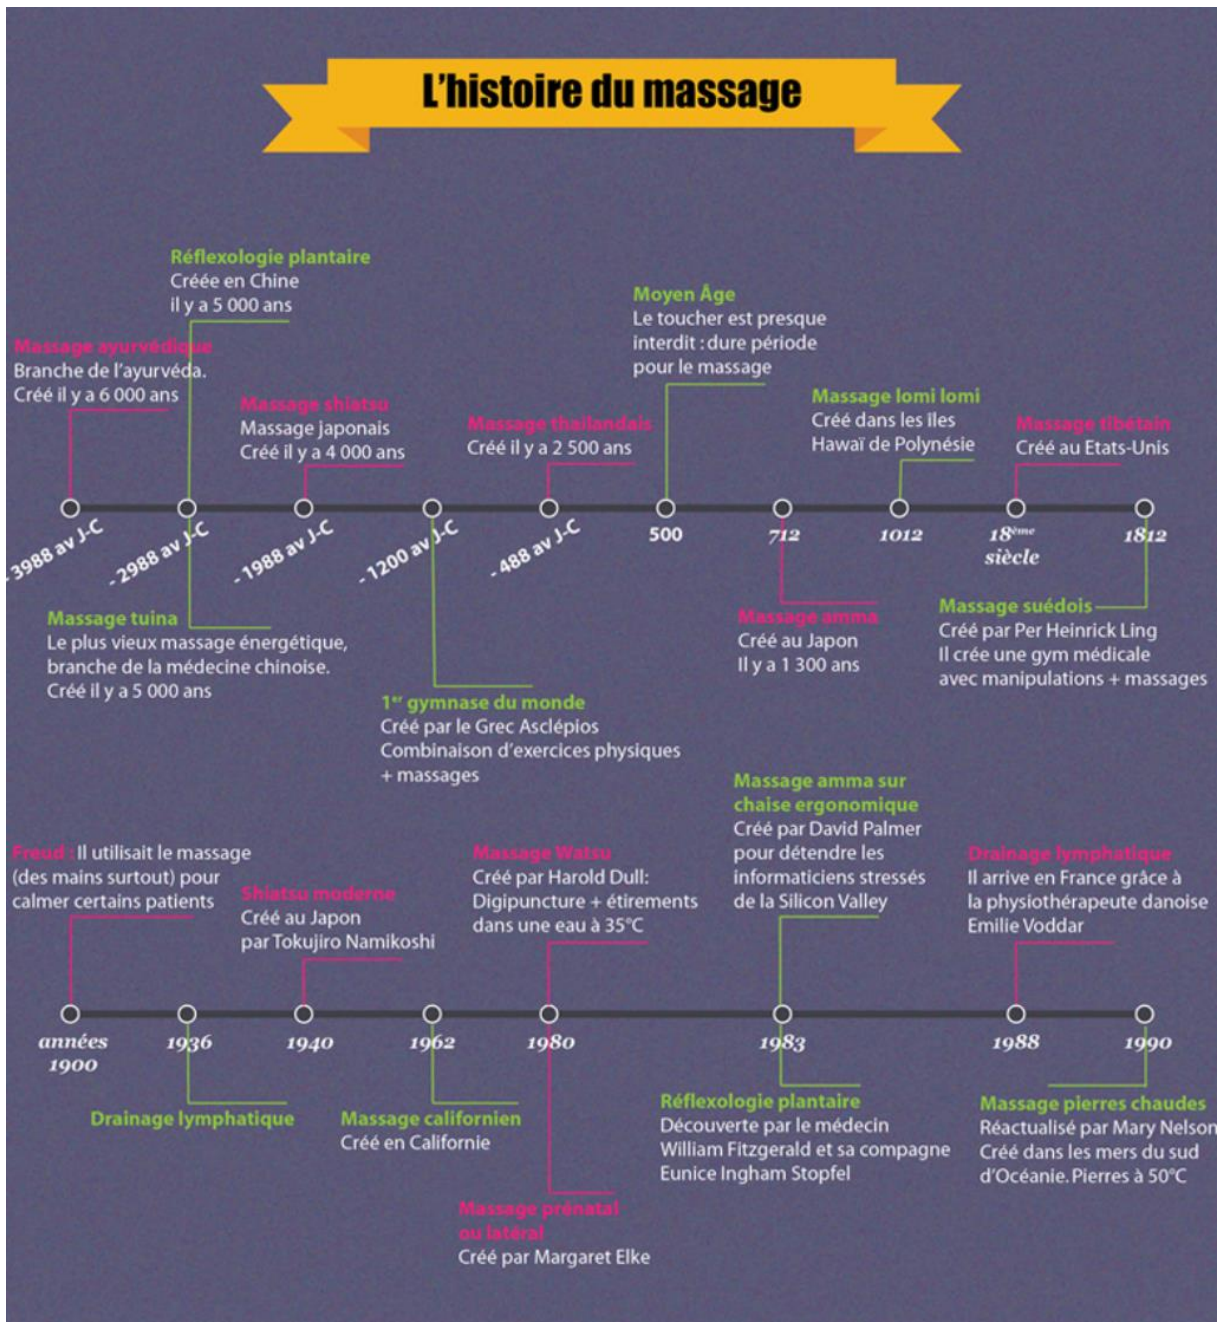 L'histoire du massage
Réflexologie plantaire
Créée en Chine
il y a 5 000 ans
Massage ayurvédique
Branche de l'ayurvéda.
Créé il y a 6 000 ans
Massage shiatsu
Massage japonais
Créé il y a 4 000 ans
Massage thaïlandais
Créé il y a 2 500 ans
Moyen Âge
Le toucher est presque
interdit : dure période
pour le massage
Massage lomi lomi
Créé dans les îles
Hawaï de Polynésie
Massage tibétain
Créé au Etats-Unis
- 3988 av J-C
- 2988 av J-C
- 1988 av J-C
- 1200 av J-C
- 488 av J-C
500
712
1012
18ème
siècle
1812
Massage tuina
Le plus vieux massage énergétique,
branche de la médecine chinoise.
Créé il y a 5 000 ans
1er gymnase du monde
Créé par le Grec Asclépios
Combinaison d'exercices physiques
+ massages
Massage amma
Créé au Japon
Il y a 1 300 ans
Massage suédois
Créé par Per Heinrick Ling
Il crée une gym médicale
avec manipulations + massages
Freud : Il utilisait le massage
(des mains surtout) pour
calmer certains patients
Shiatsu moderne
Créé au Japon
par Tokujiro Namikoshi
Massage Watsu
Créé par Harold Dull:
Digipuncture + étirements
dans une eau à 35°C
Massage amma sur
chaise ergonomique
Créé par David Palmer
pour détendre les
informaticiens stressés
de la Silicon Valley
Drainage lymphatique
Il arrive en France grâce à
la physiothérapeute danoise
Emilie Voddar
années
1900
1936
1940
1962
1980
1983
1988
1990
Drainage lymphatique
Massage californien
Créé en Californie
Massage prénatal
ou latéral
Créé par Margaret Elke
Réflexologie plantaire
Découverte par le médecin
William Fitzgerald et sa compagne
Eunice Ingham Stopfel
Massage pierres chaudes
Réactualisé par Mary Nelson
Créé dans les mers du sud
d'Océanie. Pierres à 50°C